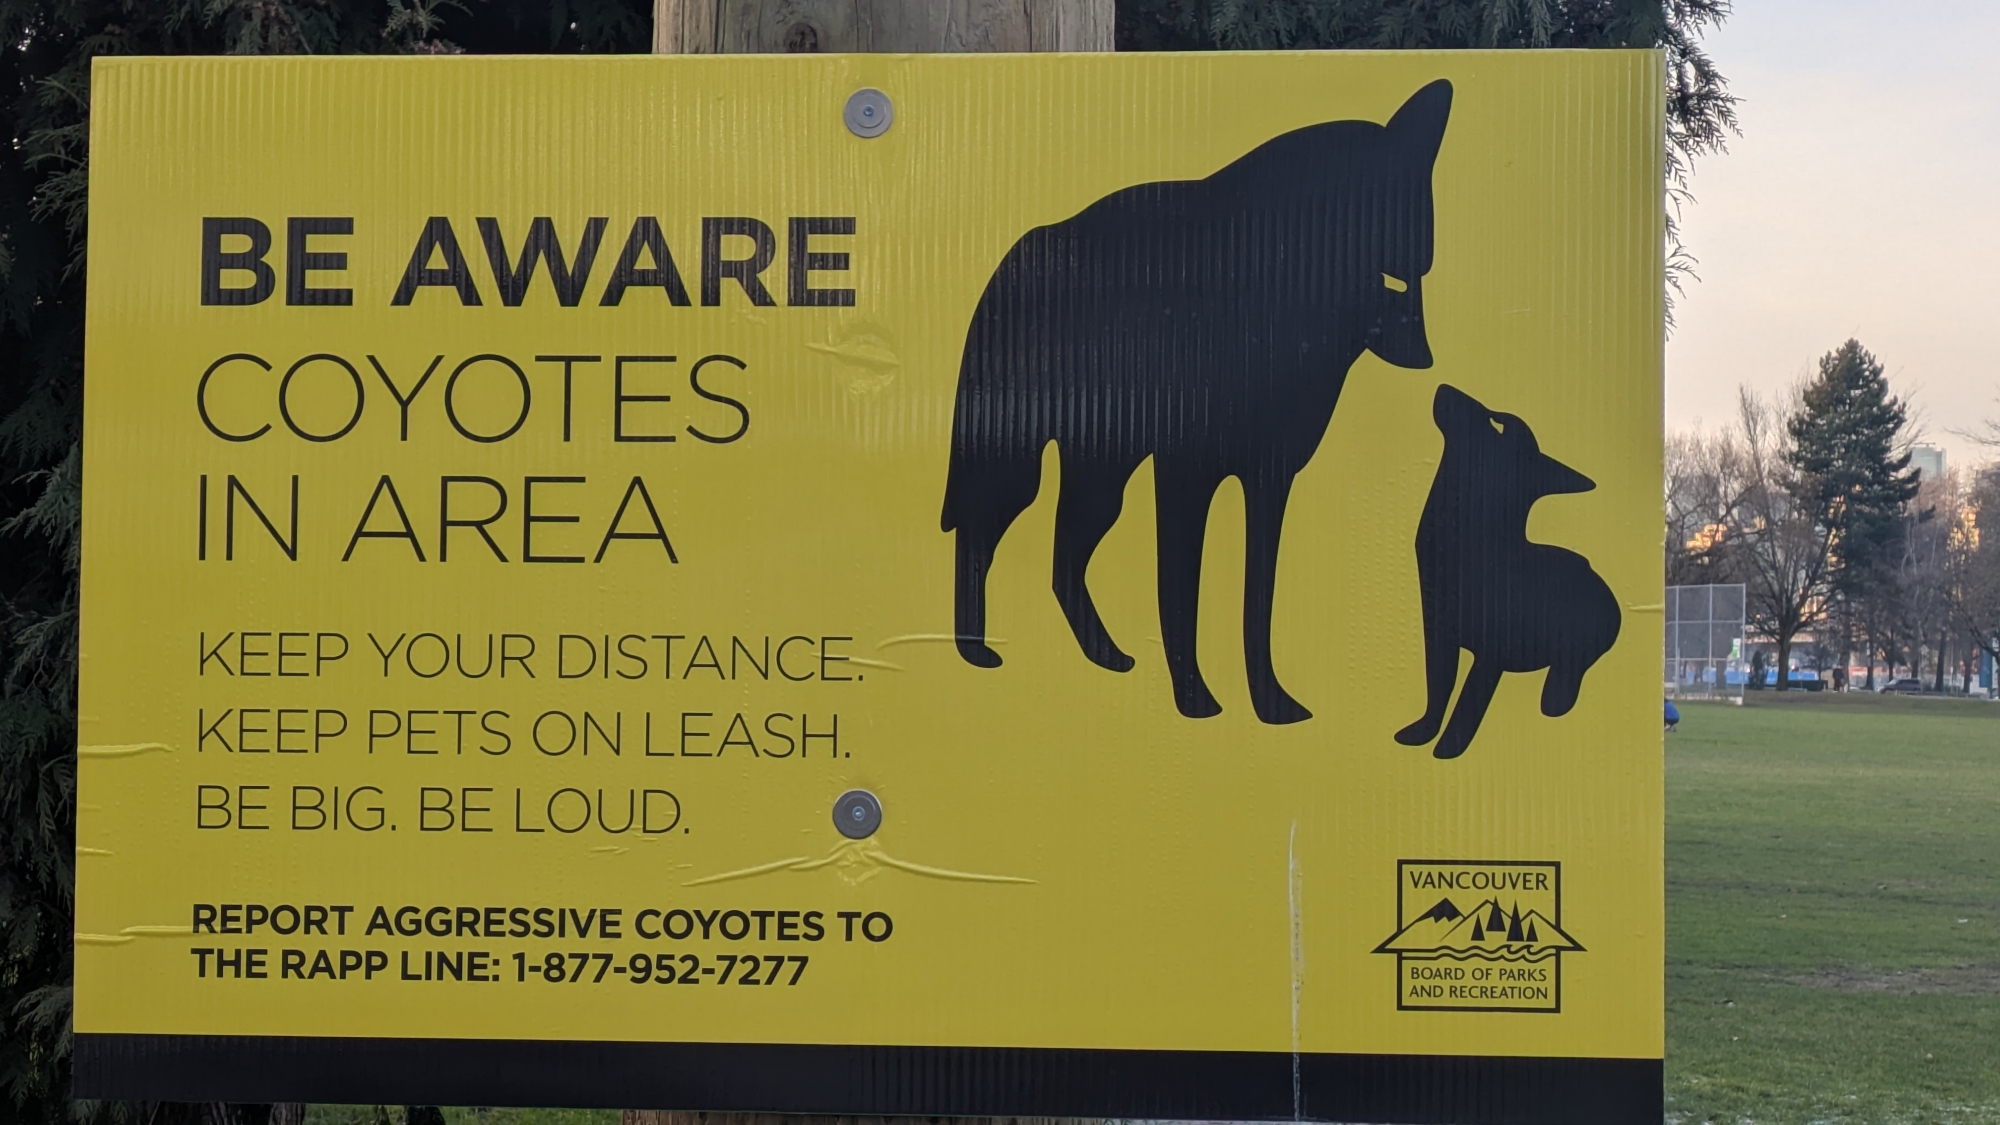 BE AWARE
COYOTES
IN AREA
KEEP YOUR DISTANCE.
KEEP PETS ON LEASH.
BE BIG. BE LOUD.
REPORT AGGRESSIVE COYOTES TO
THE RAPP LINE: 1-877-952-7277
VANCOUVER
BOARD OF PARKS
AND RECREATION